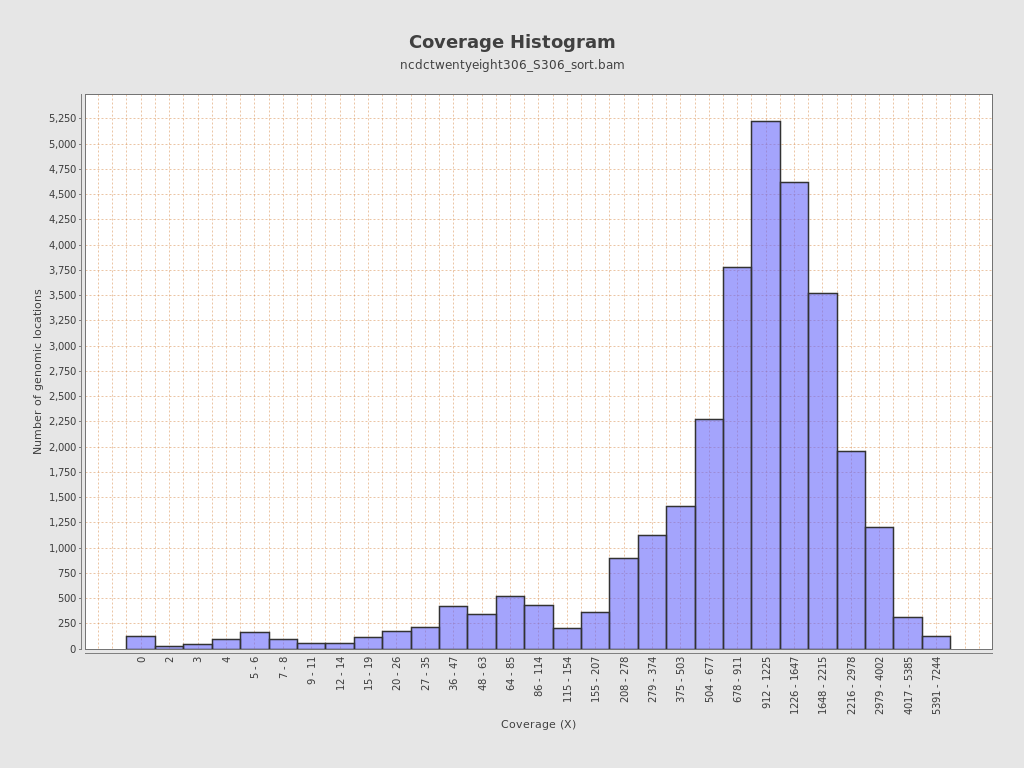 Coverage Histogram
ncdctwentyeight306_S306_sort.bam
Number of genomic locations
5,250
5,000
4,750
4,500
4,250
4,000
3,750
3,500
3,250
3,000
2,750
2,500
2,250
2,000
1,750
1,500
1,250
1,000
750
500
250
0
0
2
3
4
5 - 6
7 - 8
9 - 11
12 - 14
15 - 19
20 - 26
27 - 35
36 - 47
48 - 63
64 - 85
86 - 114
115 - 154
155 - 207
208 - 278
279 - 374
375 - 503
504 - 677
678 - 911
912 - 1225
1226 - 1647
1648 - 2215
2216 - 2978
2979 - 4002
4017 - 5385
5391 - 7244
Coverage (X)